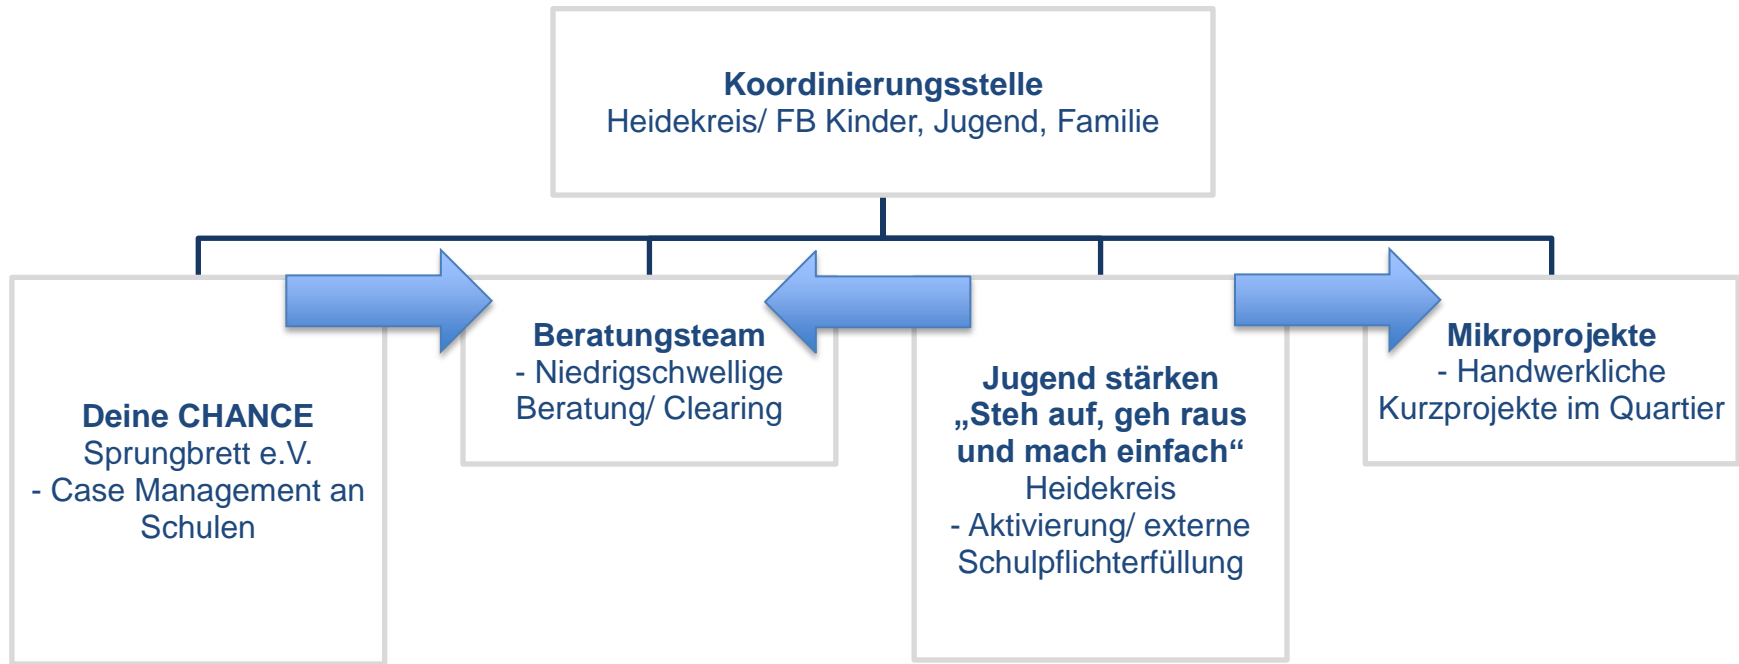 Koordinierungsstelle
Heidekreis/ FB Kinder, Jugend, Familie
Deine CHANCE
Sprungbrett e.V.
- Case Management an
Schulen
Beratungsteam
- Niedrigschwellige
Beratung/ Clearing
Jugend stärken
„Steh auf, geh raus
und mach einfach“
Heidekreis
- Aktivierung/ externe
Schulpflichterfüllung
Mikroprojekte
- Handwerkliche
Kurzprojekte im Quartier